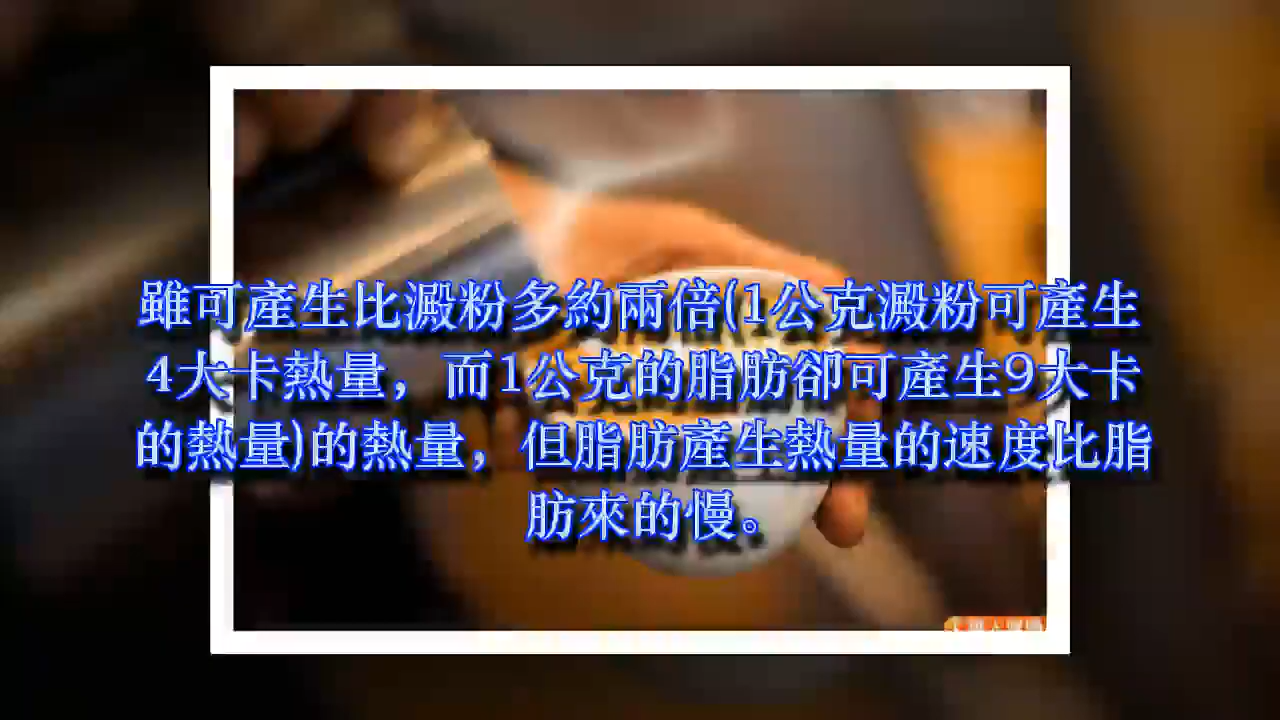 雖可產生比澱粉多約兩倍(1公克澱粉可產生
4大卡熱量，而1公克的脂肪卻可產生9大卡
的熱量)的熱量，但脂肪產生熱量的速度比脂
肪來的慢。